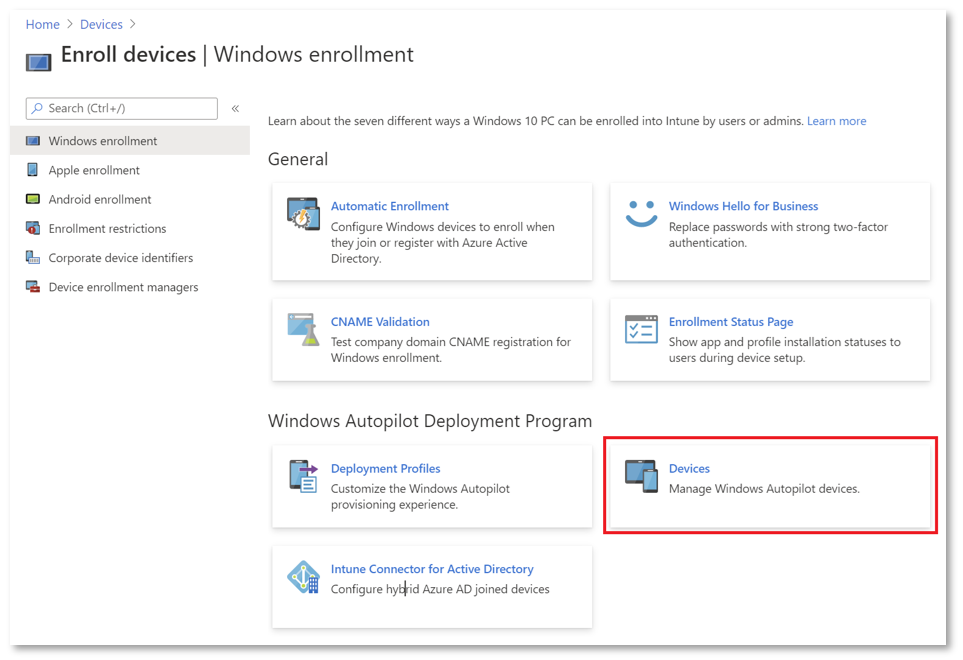 Home > Devices >
Enroll devices | Windows enrollment
Search (Ctrl+/)
«
Windows enrollment
Apple enrollment
Android enrollment
Enrollment restrictions
Corporate device identifiers
Device enrollment managers
Learn about the seven different ways a Windows 10 PC can be enrolled into Intune by users or admins. Learn more
General
Automatic Enrollment
Configure Windows devices to enroll when
they join or register with Azure Active
Directory.
Windows Hello for Business
Replace passwords with strong two-factor
authentication.
CNAME Validation
Test company domain CNAME registration for
Windows enrollment.
Enrollment Status Page
Show app and profile installation statuses to
users during device setup.
Windows Autopilot Deployment Program
Deployment Profiles
Customize the Windows Autopilot
provisioning experience.
Devices
Manage Windows Autopilot devices.
Intune Connector for Active Directory
Configure hybrid Azure AD joined devices